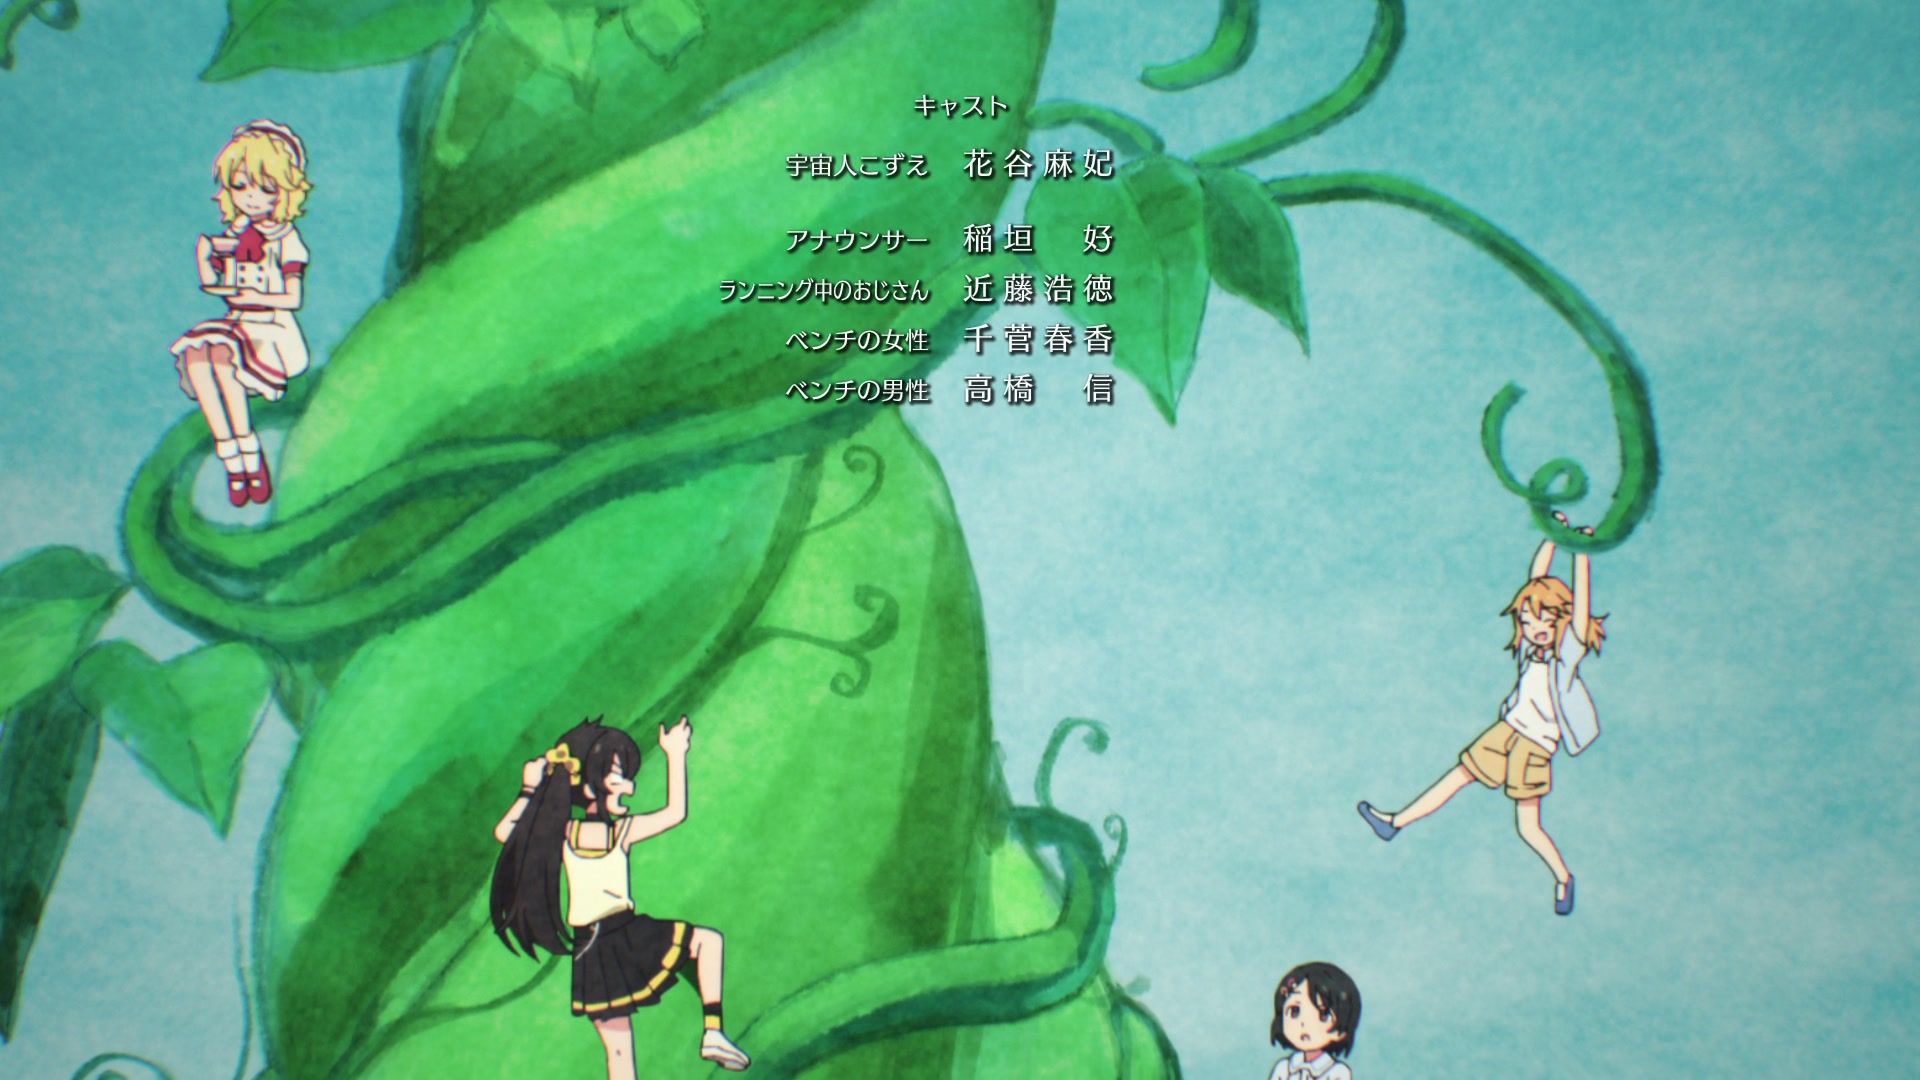 キャスト
宇宙人こずえ　花谷麻妃
アナウンサー　稲垣　好
ランニング中のおじさん　近藤浩徳
ベンチの女性　千菅春香
ベンチの男性　高橋　信